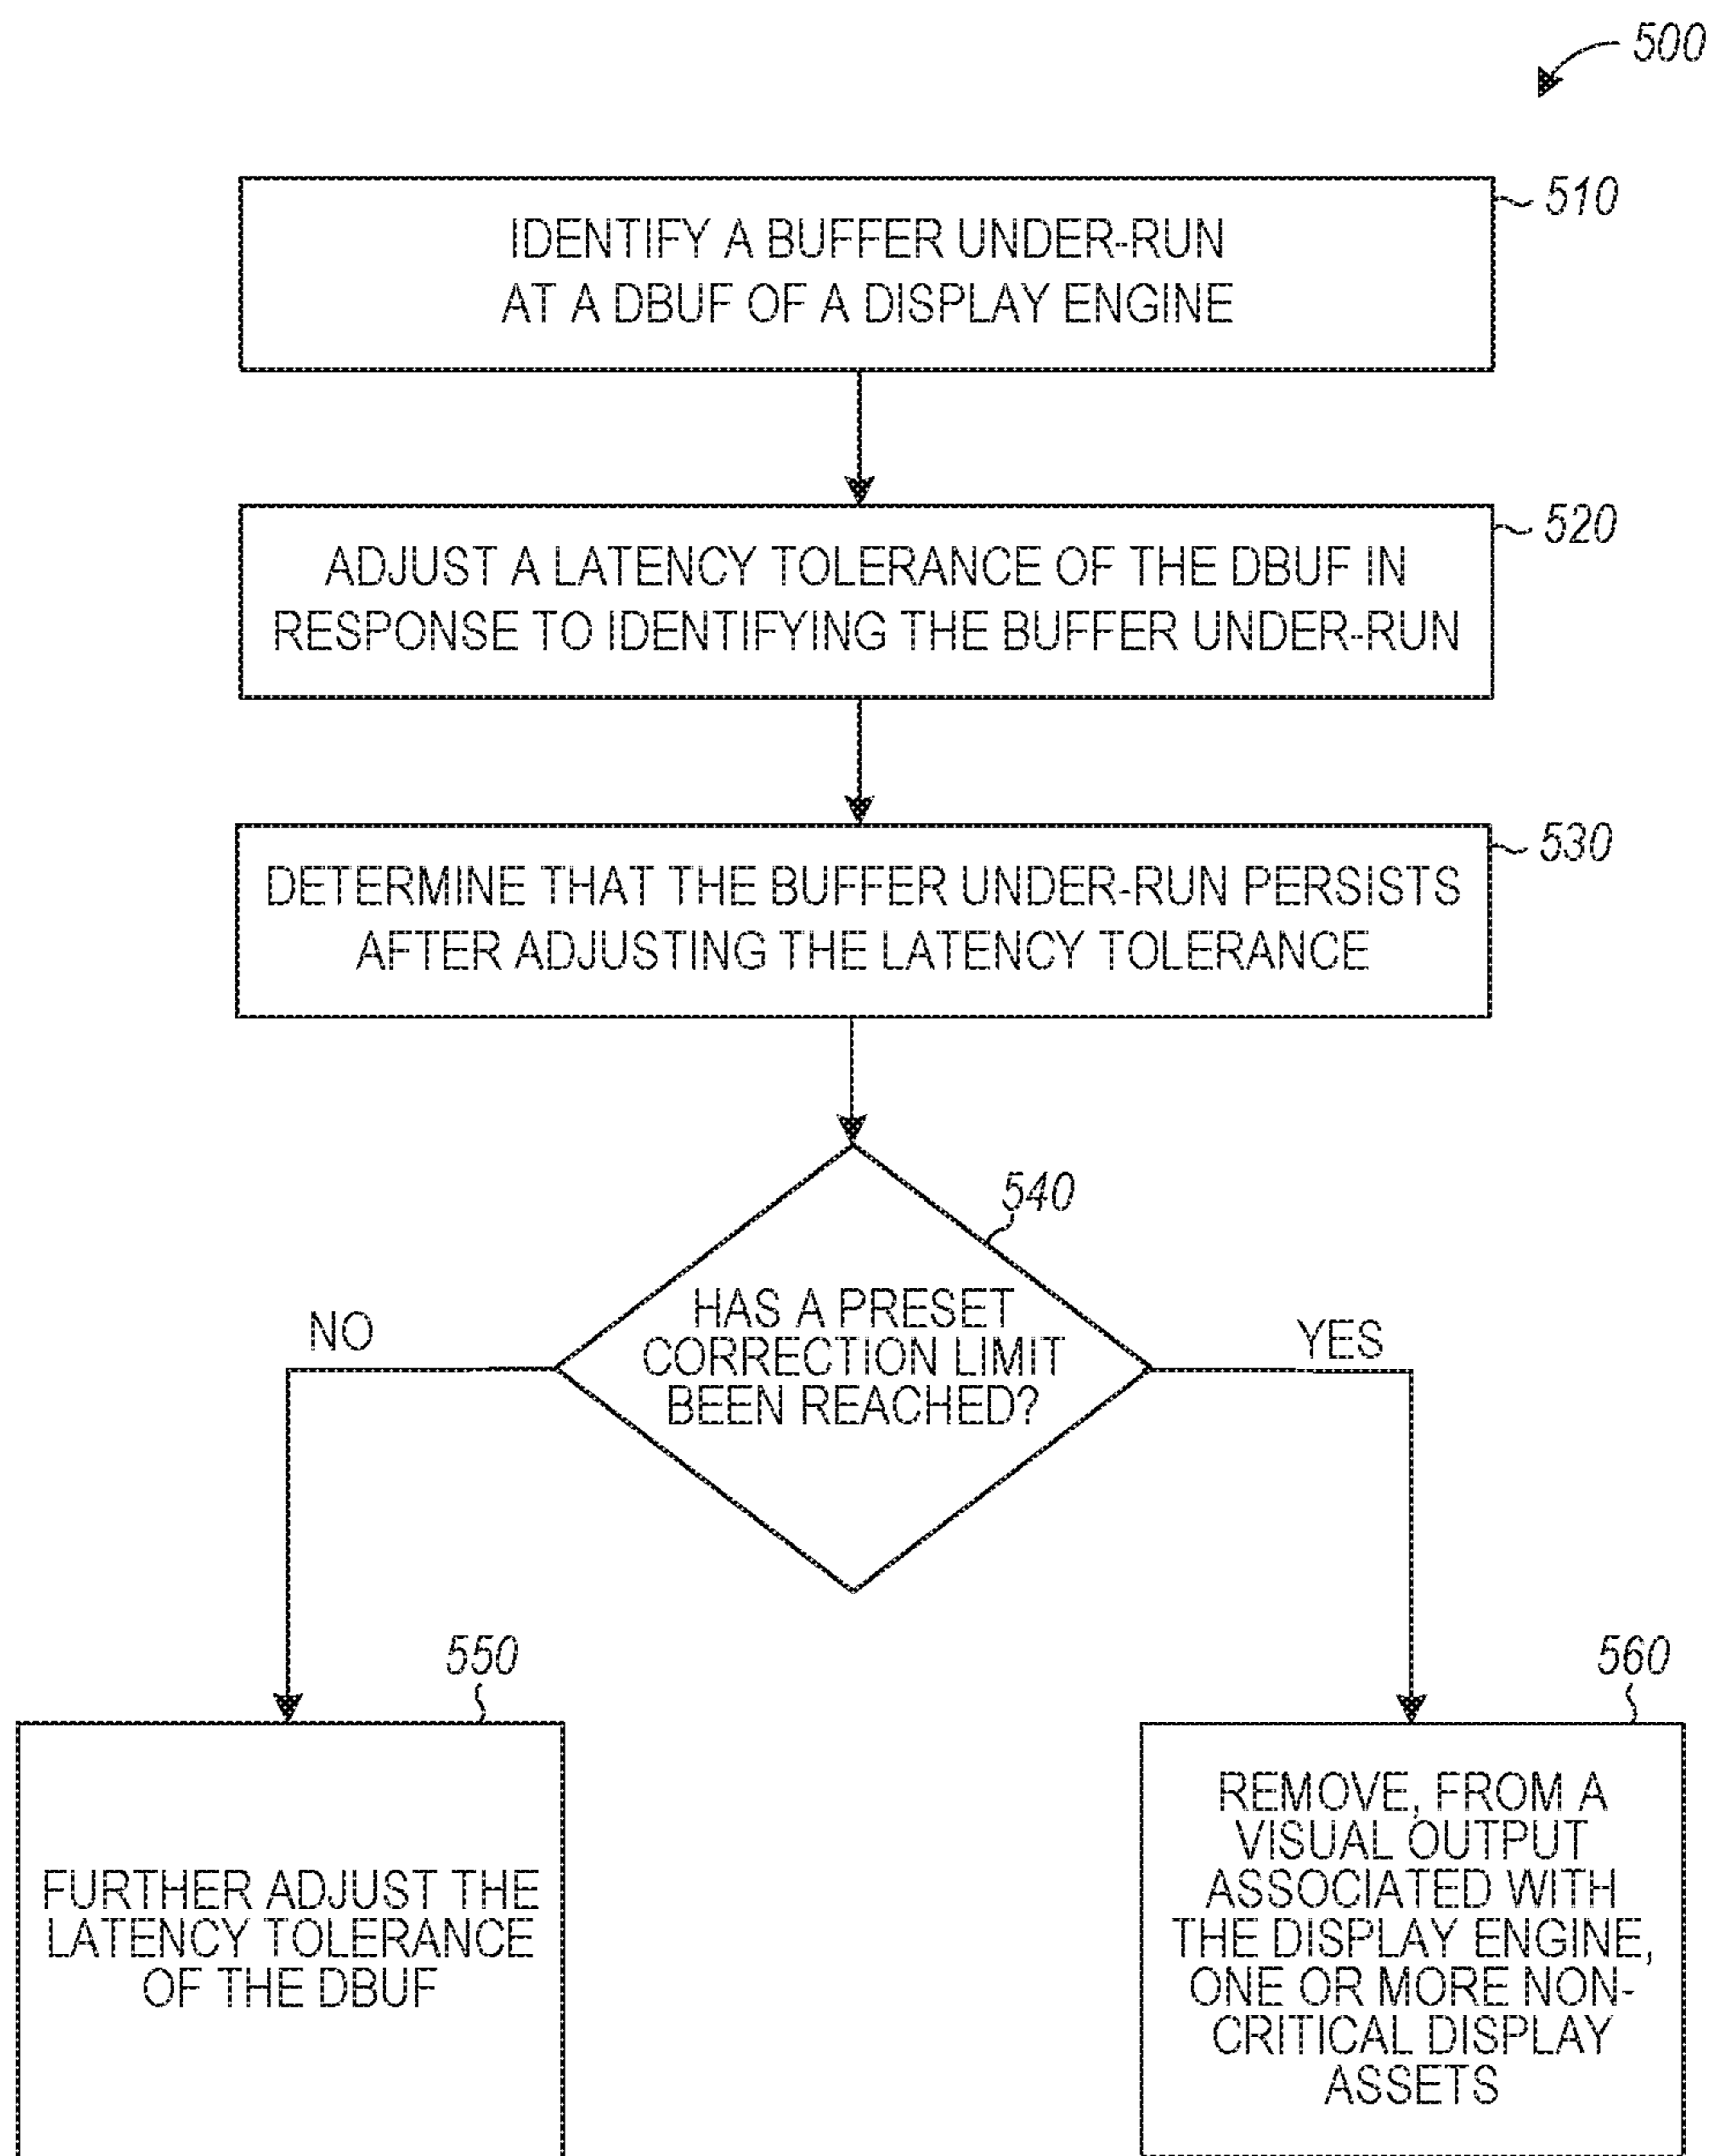 500
510
IDENTIFY A BUFFER UNDER-RUN
AT A DBUF OF A DISPLAY ENGINE
520
ADJUST A LATENCY TOLERANCE OF THE DBUF IN
RESPONSE TO IDENTIFYING THE BUFFER UNDER-RUN
530
DETERMINE THAT THE BUFFER UNDER-RUN PERSISTS
AFTER ADJUSTING THE LATENCY TOLERANCE
540
HAS A PRESET
CORRECTION LIMIT
BEEN REACHED?
NO
YES
550
FURTHER ADJUST THE
LATENCY TOLERANCE
OF THE DBUF
560
REMOVE, FROM A
VISUAL OUTPUT
ASSOCIATED WITH
THE DISPLAY ENGINE,
ONE OR MORE NON-
CRITICAL DISPLAY
ASSETS